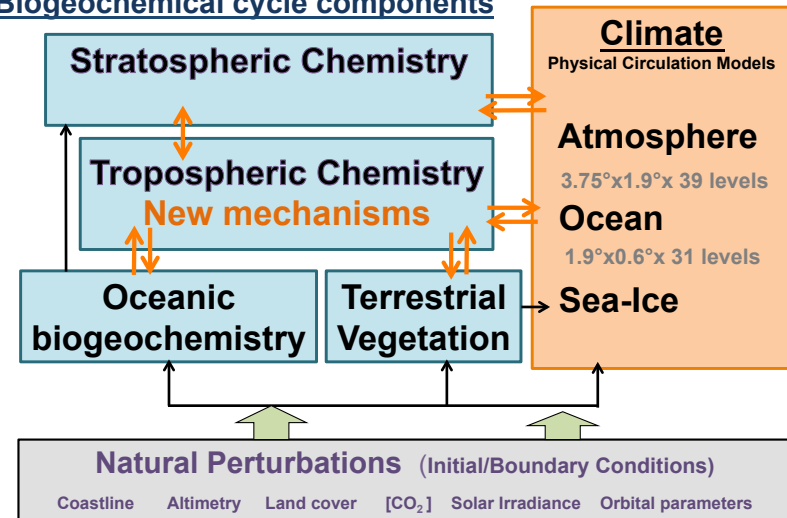 Biogeochemical cycle components
Stratospheric Chemistry
Tropospheric Chemistry
New mechanisms
Oceanic
biogeochemistry
Terrestrial
Vegetation
Climate
Physical Circulation Models
Atmosphere
3.75°x1.9°x 39 levels
Ocean
1.9°x0.6°x 31 levels
Sea-Ice
Natural Perturbations (Initial/Boundary Conditions)
Coastline Altimetry Land cover [CO₂] Solar Irradiance Orbital parameters